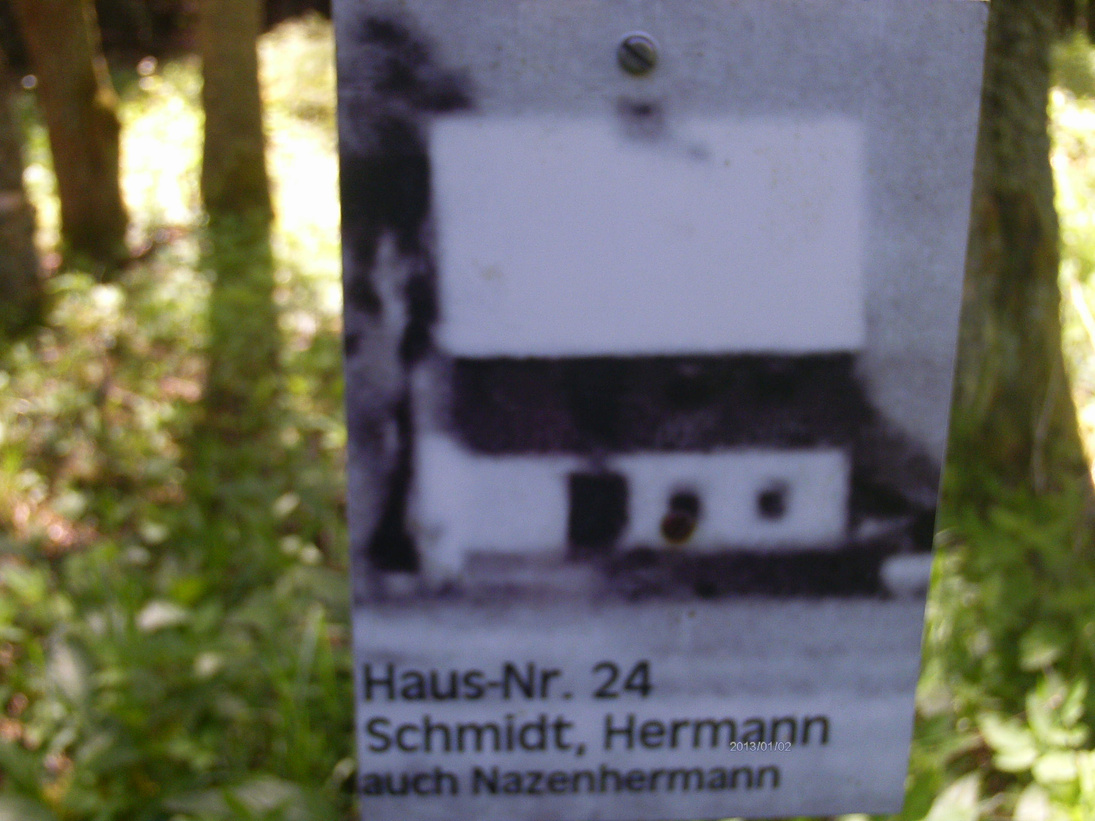 Haus-Nr. 24
Schmidt, Hermann
2013/01/02
auch Nazenhermann